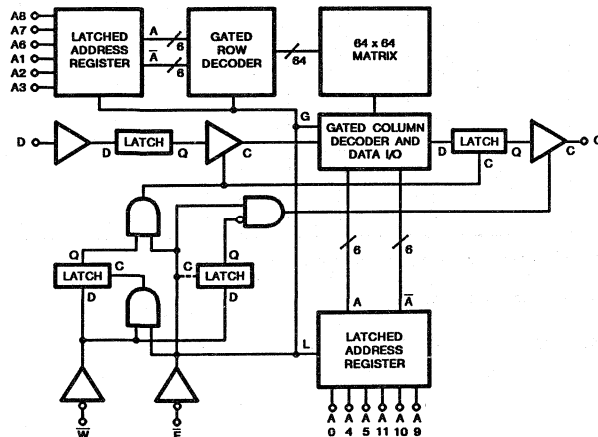 A8
A7
A6
A1
A2
A3
LATCHED
ADDRESS
REGISTER
A
6
A̅
6
GATED
ROW
DECODER
64
64 x 64
MATRIX
D
D
LATCH
Q
C
G
GATED COLUMN
DECODER AND
DATA I/O
D
LATCH
Q
C
C
Q
LATCH
C
D
Q
C
LATCH
D
6
6
A
A̅
L
LATCHED
ADDRESS
REGISTER
W̅
E̅
A A A A A A
0 4 5 11 10 9